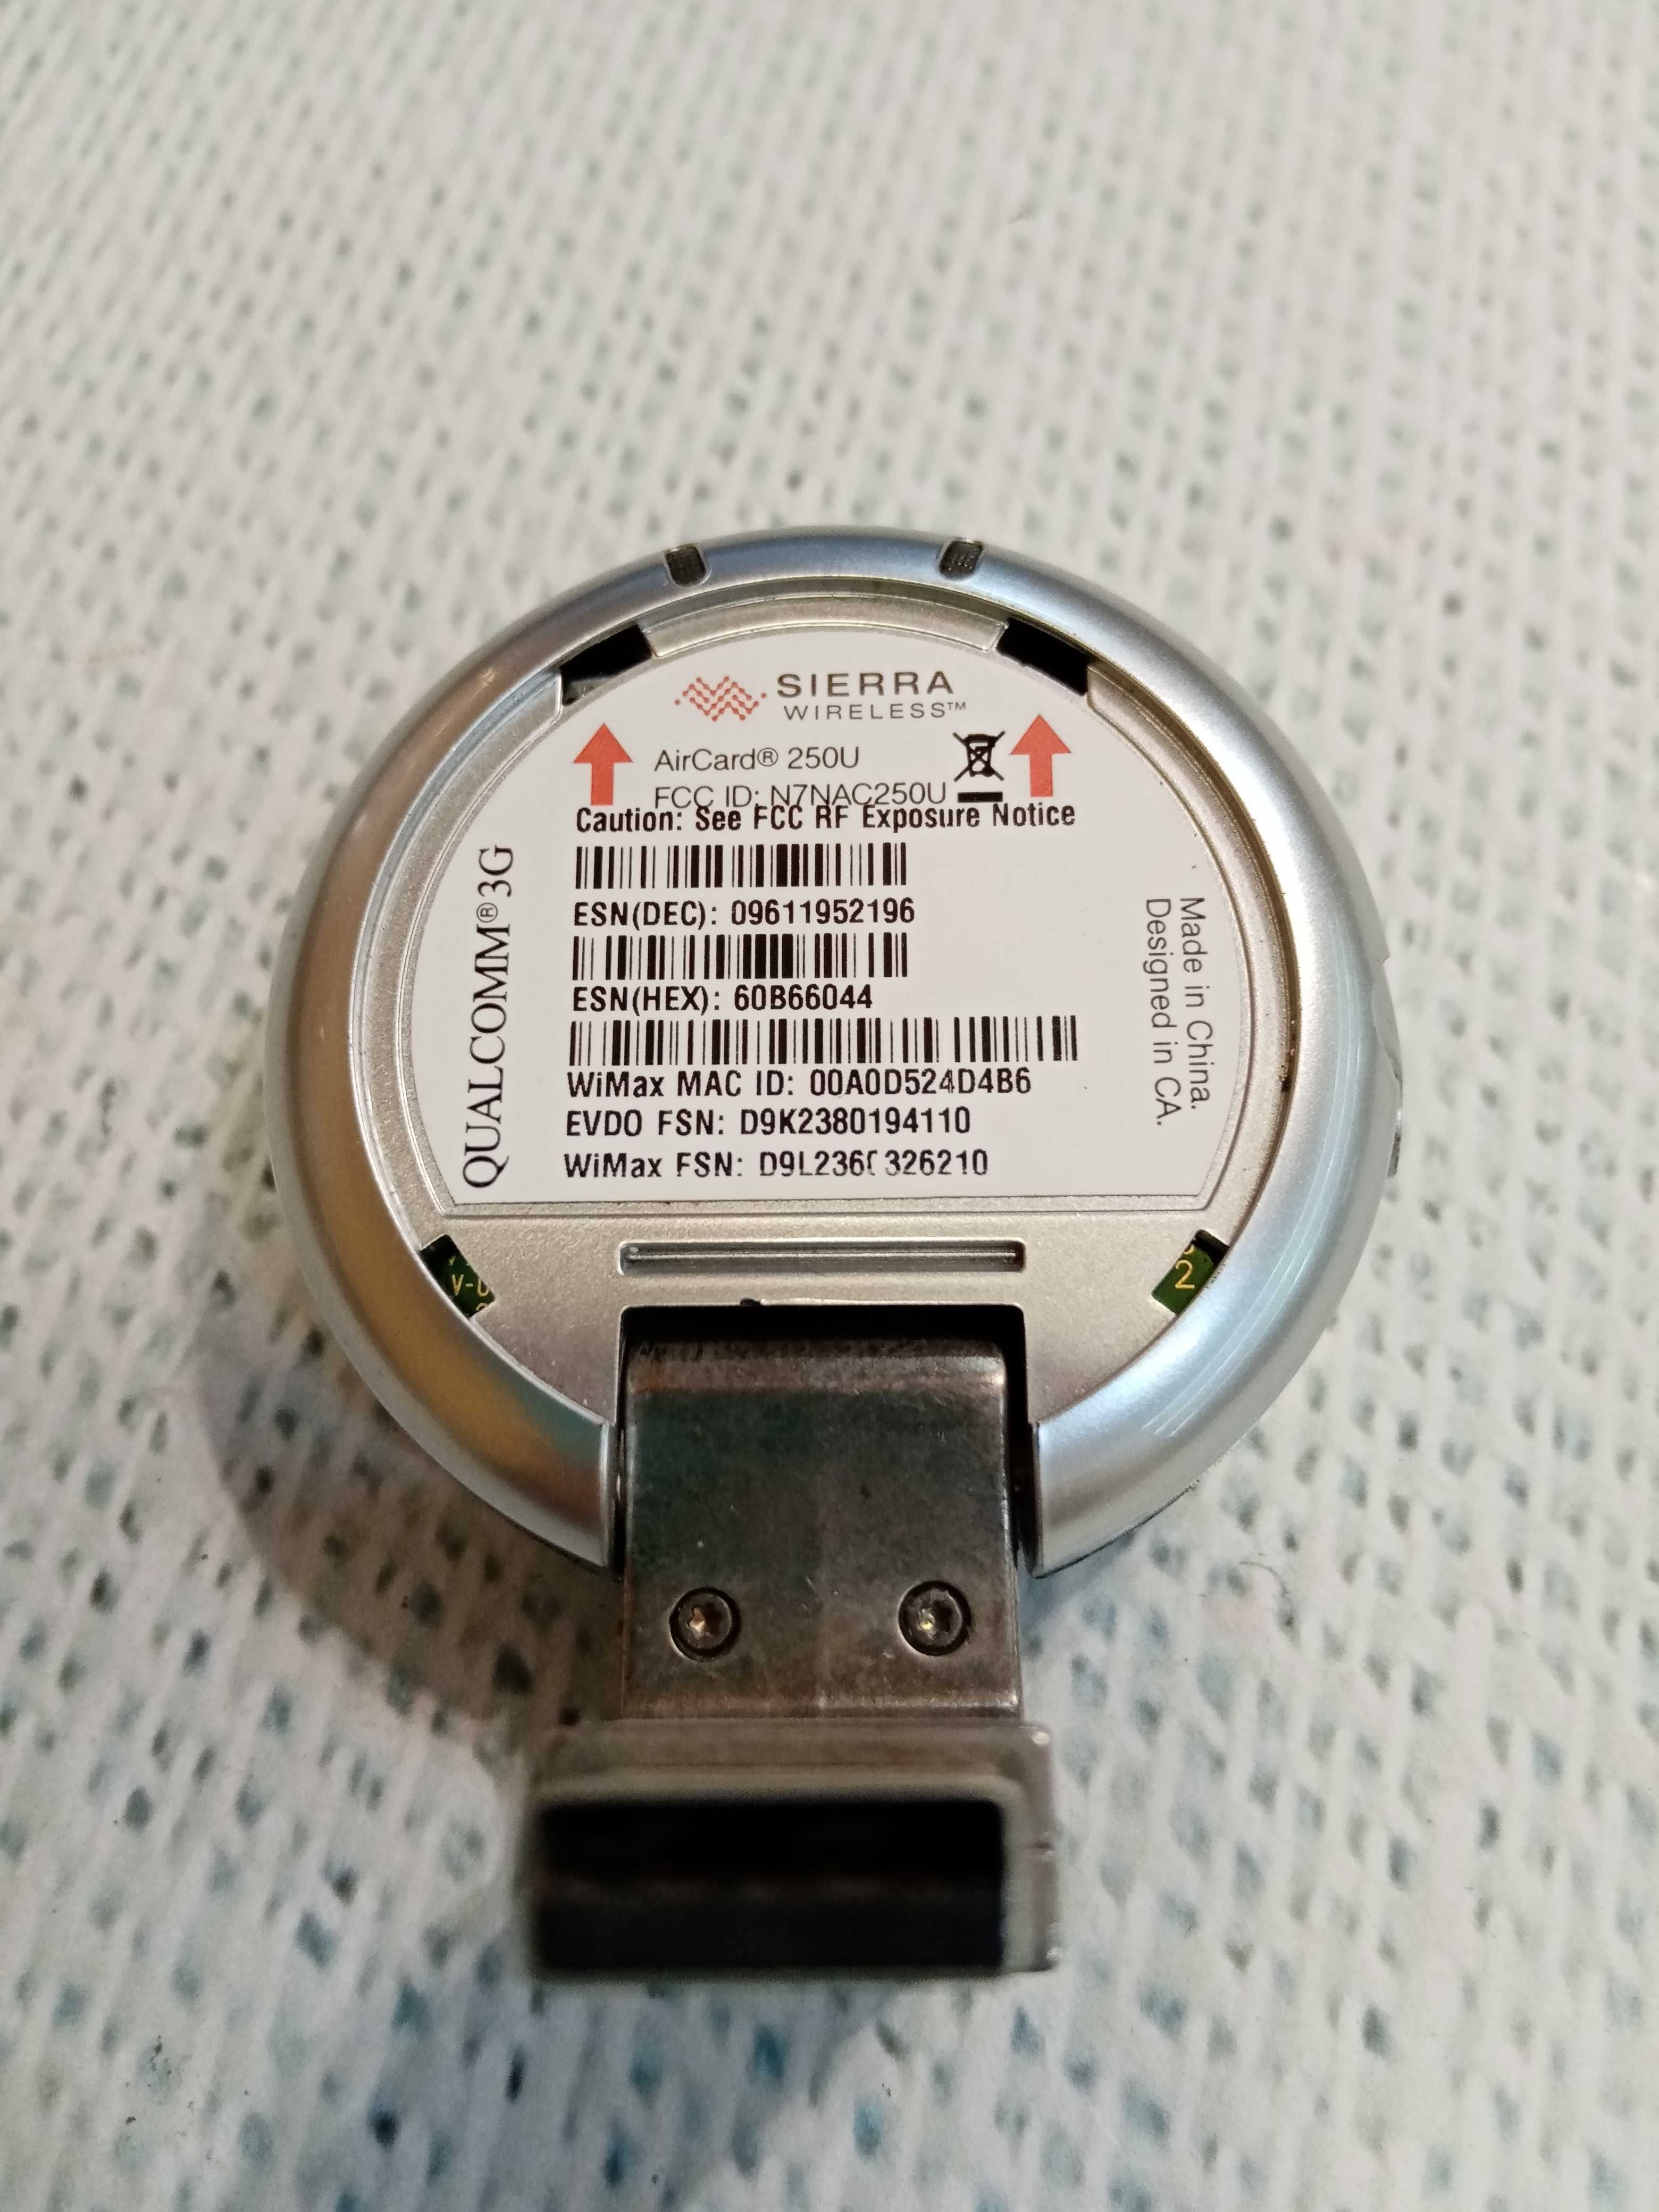 SIERRA
WIRELESS™
AirCard® 250U
FCC ID: N7NAC250U
Caution: See FCC RF Exposure Notice
ESN(DEC): 09611952196
ESN(HEX): 60B66044
WiMax MAC ID: 00A0D524D4B6
EVDO FSN: D9K2380194110
WiMax FSN:
QUALCOMM® 3G
Made in China.
Designed in CA.
2